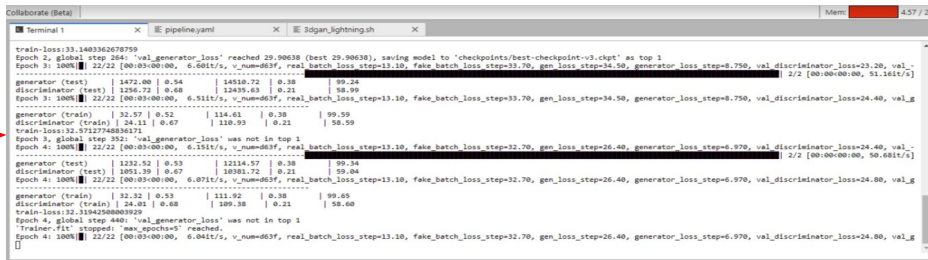 Collaborate (Beta) Mem: 4.57 / 2
Terminal 1 × pipeline.yaml × 3dgan_lightning.sh ×
train-loss:33.1403362678759
Epoch 2, global step 264: 'val_generator_loss' reached 29.90638 (best 29.90638), saving model to 'checkpoints/best-checkpoint-v3.ckpt' as top 1
Epoch 3: 100%|█| 22/22 [00:03<00:00, 6.60it/s, v_num=d63f, real_batch_loss_step=13.10, fake_batch_loss_step=33.70, gen_loss_step=34.50, generator_loss_step=8.750, val_discriminator_loss=23.20, val_-
2/2 [00:00<00:00, 51.16it/s]
generator (test) | 1472.00 | 0.54 | 14510.72 | 0.38 | 99.24
discriminator (test) | 1256.72 | 0.68 | 12435.63 | 0.21 | 58.99
Epoch 3: 100%|█| 22/22 [00:03<00:00, 6.51it/s, v_num=d63f, real_batch_loss_step=13.10, fake_batch_loss_step=33.70, gen_loss_step=34.50, generator_loss_step=8.750, val_discriminator_loss=24.40, val_g
generator (train) | 32.57 | 0.52 | 114.61 | 0.38 | 99.59
discriminator (train) | 24.11 | 0.67 | 110.93 | 0.21 | 58.59
train-loss:32.57127748836171
Epoch 3, global step 352: 'val_generator_loss' was not in top 1
Epoch 4: 100%|█| 22/22 [00:03<00:00, 6.15it/s, v_num=d63f, real_batch_loss_step=13.10, fake_batch_loss_step=32.70, gen_loss_step=26.40, generator_loss_step=6.970, val_discriminator_loss=24.40, val_-
2/2 [00:00<00:00, 50.68it/s]
generator (test) | 1232.52 | 0.53 | 12114.57 | 0.38 | 99.34
discriminator (test) | 1051.39 | 0.67 | 10381.72 | 0.21 | 59.04
Epoch 4: 100%|█| 22/22 [00:03<00:00, 6.07it/s, v_num=d63f, real_batch_loss_step=13.10, fake_batch_loss_step=32.70, gen_loss_step=26.40, generator_loss_step=6.970, val_discriminator_loss=24.80, val_g
generator (train) | 32.32 | 0.53 | 111.92 | 0.38 | 99.65
discriminator (train) | 24.01 | 0.68 | 109.38 | 0.21 | 58.60
train-loss:32.31942508003929
Epoch 4, global step 440: 'val_generator_loss' was not in top 1
`Trainer.fit` stopped: `max_epochs=5` reached.
Epoch 4: 100%|█| 22/22 [00:03<00:00, 6.04it/s, v_num=d63f, real_batch_loss_step=13.10, fake_batch_loss_step=32.70, gen_loss_step=26.40, generator_loss_step=6.970, val_discriminator_loss=24.80, val_g